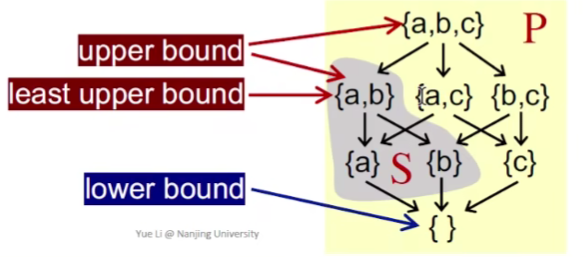 {a,b,c} P
upper bound
least upper bound {a,b} {a,c} {b,c}
{a} S {b} {c}
lower bound
{ }
Yue Li @ Nanjing University